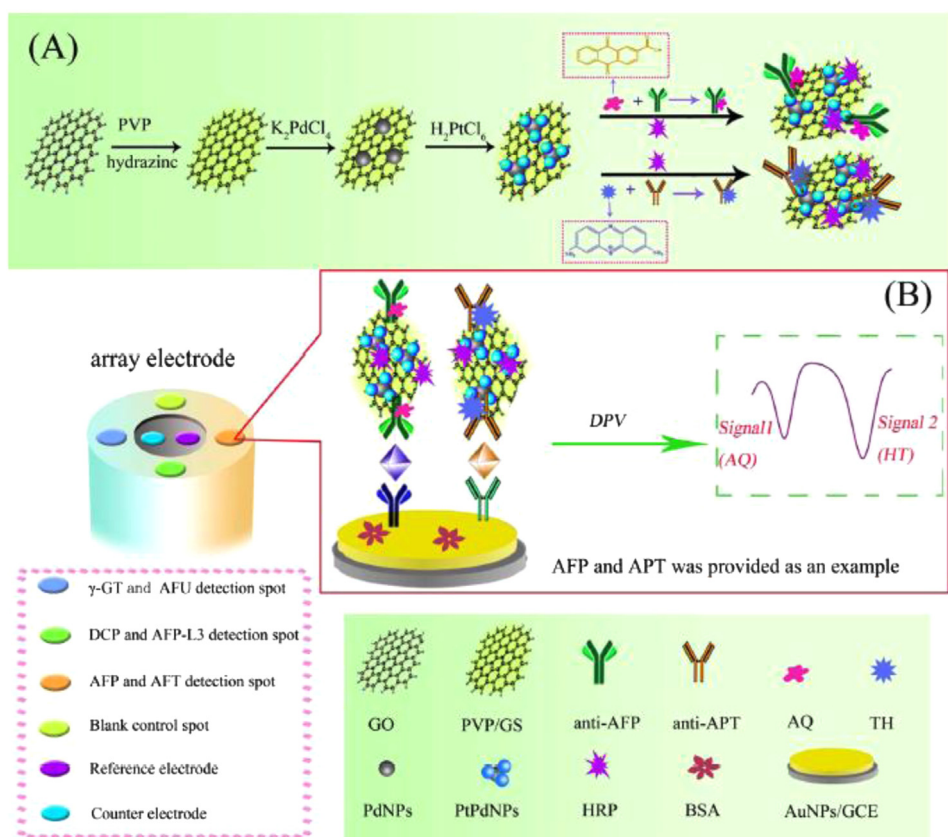 (A)
PVP
hydrazinc
K2PdCl4
H2PtCl6
+
+
NH2
NH2
(B)
array electrode
DPV
Signal1
(AQ)
Signal 2
(HT)
AFP and APT was provided as an example
γ-GT and AFU detection spot
DCP and AFP-L3 detection spot
AFP and AFT detection spot
Blank control spot
Reference electrode
Counter electrode
GO
PVP/GS
anti-AFP
anti-APT
AQ
TH
PdNPs
PtPdNPs
HRP
BSA
AuNPs/GCE